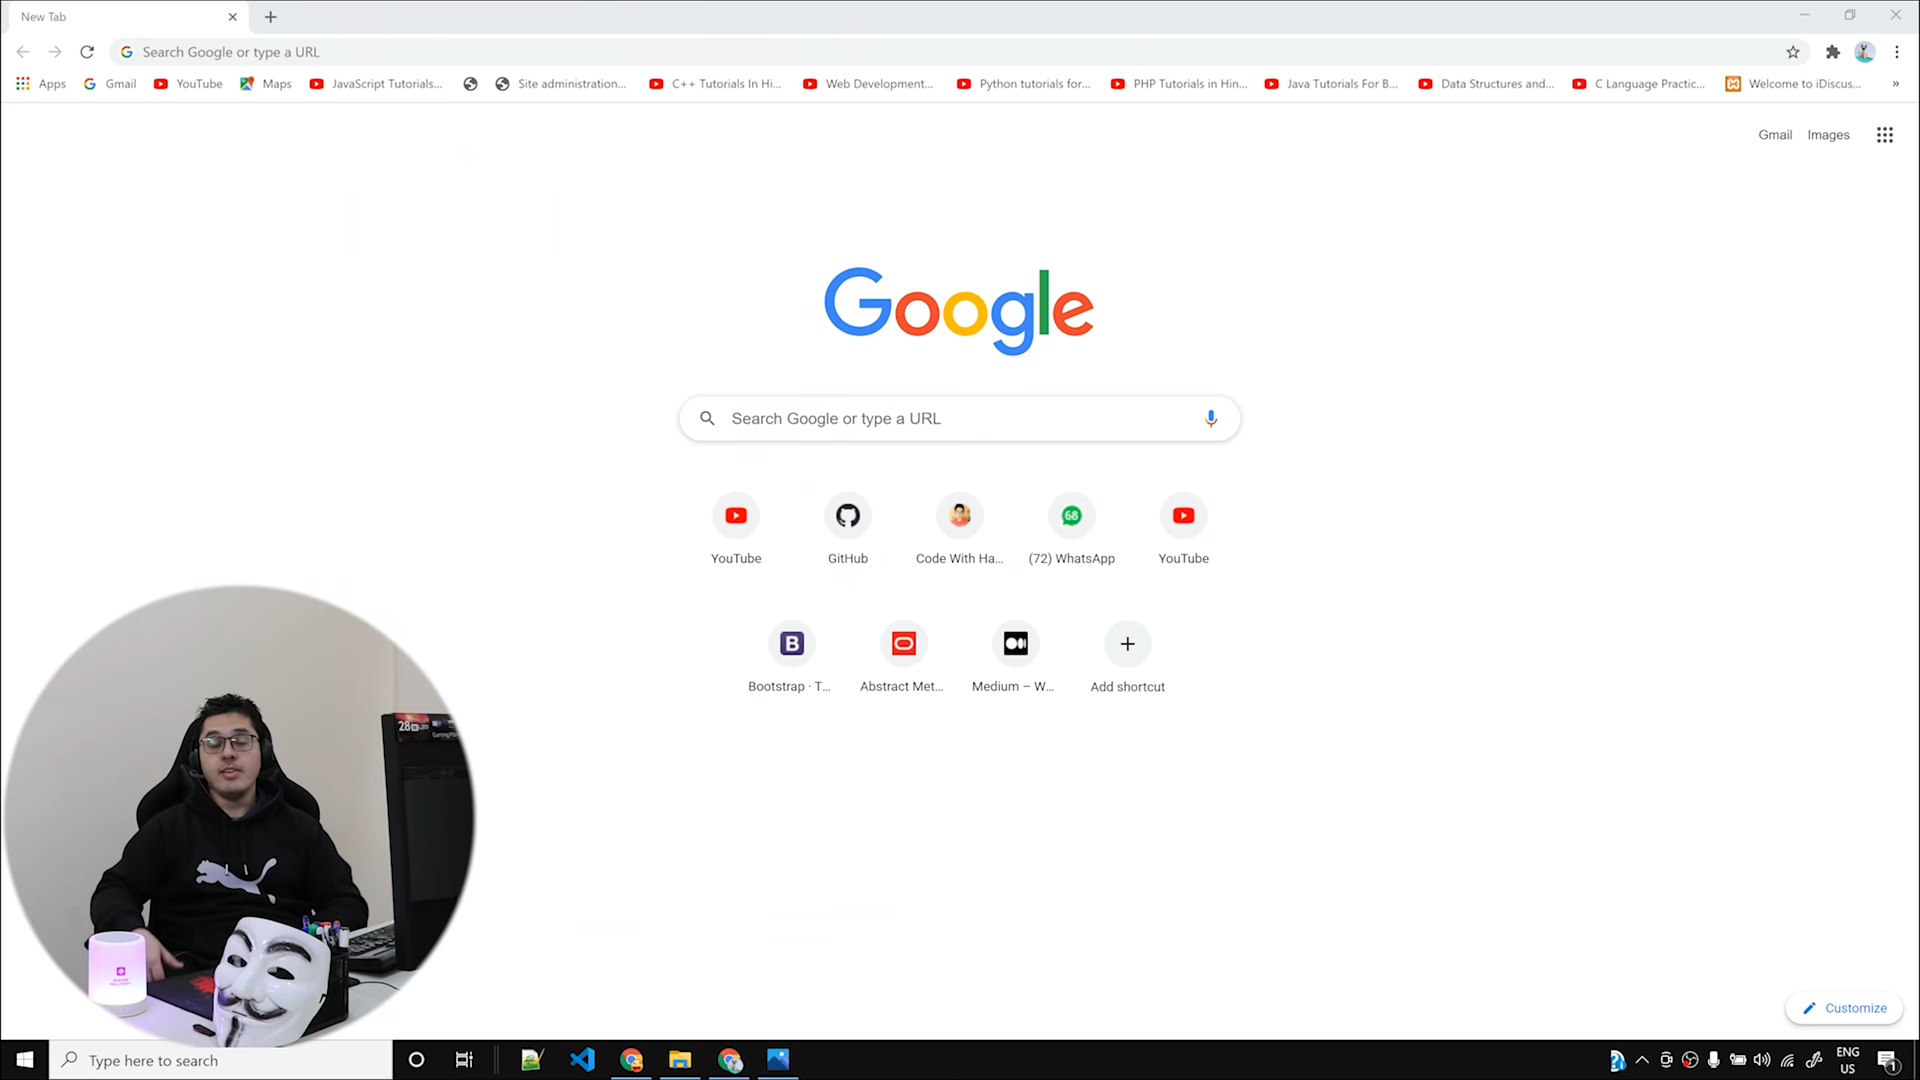 New Tab
Search Google or type a URL
Apps
Gmail
YouTube
Maps
JavaScript Tutorials...
Site administration...
C++ Tutorials In Hi...
Web Development...
Python tutorials for...
PHP Tutorials in Hin...
Java Tutorials For B...
Data Structures and...
C Language Practic...
Welcome to iDiscus...
»
Gmail
Images
Google
Search Google or type a URL
68
YouTube
GitHub
Code With Ha...
(72) WhatsApp
YouTube
B
Bootstrap · T...
Abstract Met...
Medium – W...
Add shortcut
28
Customize
Type here to search
ENG
US
1